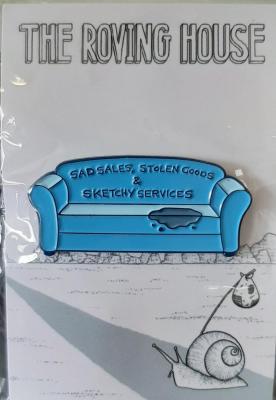 THE ROVING HOUSE
SAD SALES, STOLEN GOODS
&
SKETCHY SERVICES